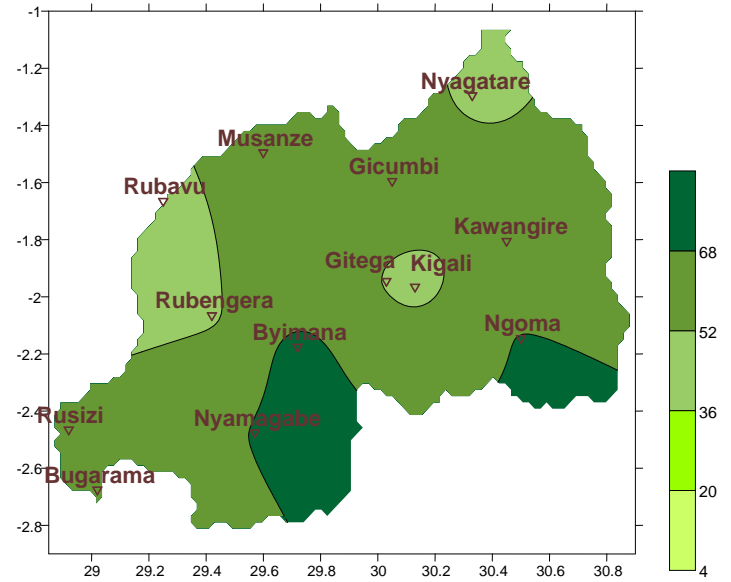 -1
-1.2
-1.4
-1.6
-1.8
-2
-2.2
-2.4
-2.6
-2.8
Nyagatare
Musanze
Gicumbi
Rubavu
Kawangire
Gitega Kigali
Rubengera
Ngoma
Byimana
Rusizi
Nyamagabe
Bugarama
29 29.2 29.4 29.6 29.8 30 30.2 30.4 30.6 30.8
68
52
36
20
4